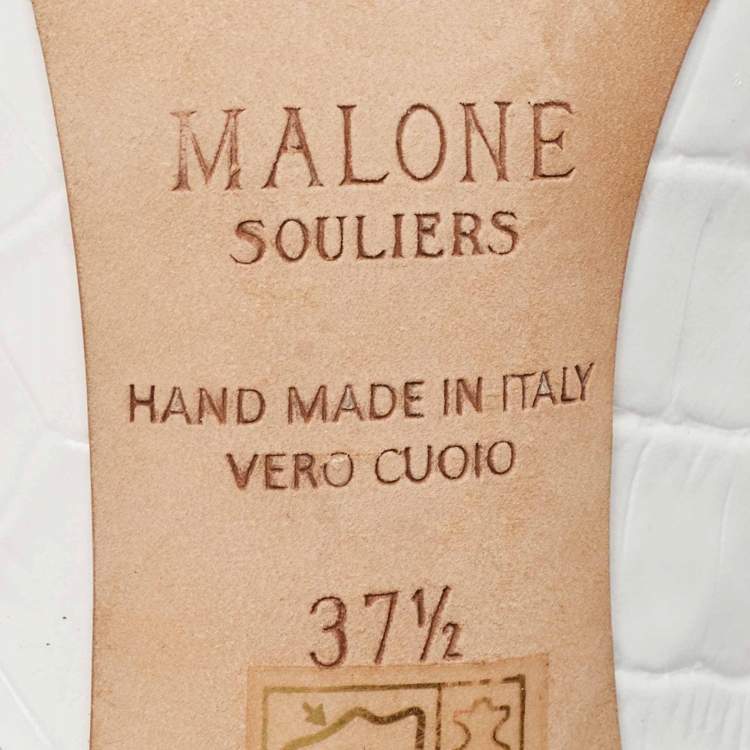 MALONE
SOULIERS
HAND MADE IN ITALY
VERO CUOIO
37½